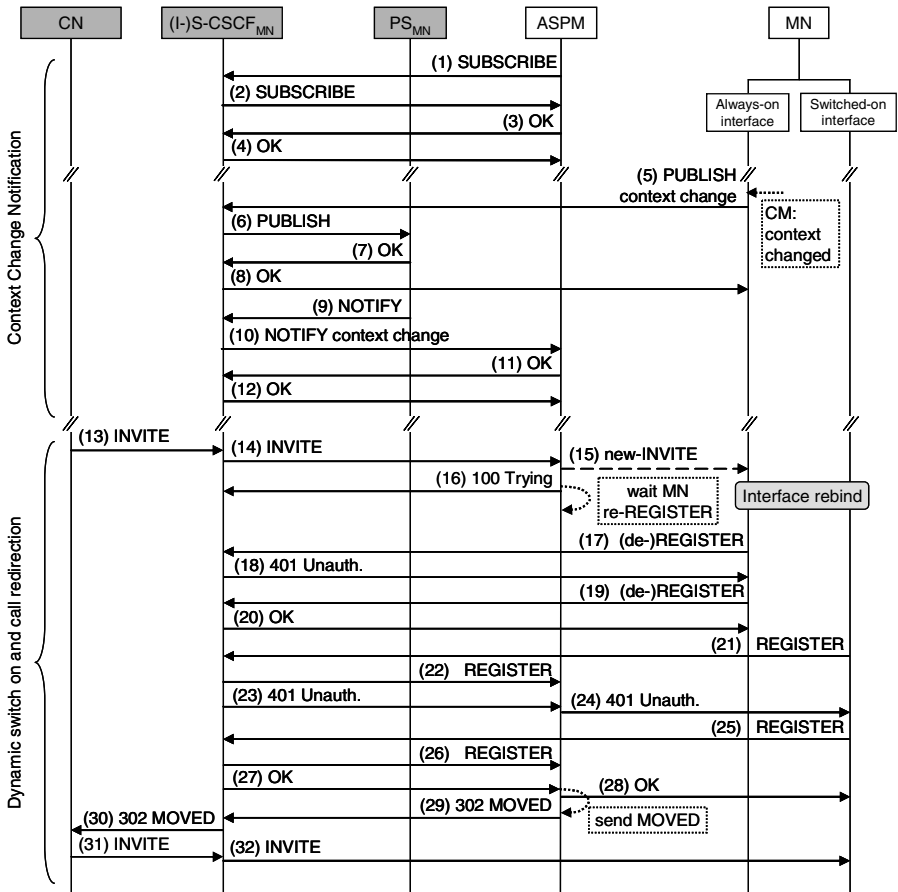 CN
(I-)S-CSCF_MN
PS_MN
ASPM
MN
Always-on
interface
Switched-on
interface
Context Change Notification
(1) SUBSCRIBE
(2) SUBSCRIBE
(3) OK
(4) OK
(5) PUBLISH
context change
CM:
context
changed
(6) PUBLISH
(7) OK
(8) OK
(9) NOTIFY
(10) NOTIFY context change
(11) OK
(12) OK
Dynamic switch on and call redirection
(13) INVITE
(14) INVITE
(15) new-INVITE
(16) 100 Trying
wait MN
re-REGISTER
Interface rebind
(17) (de-)REGISTER
(18) 401 Unauth.
(19) (de-)REGISTER
(20) OK
(21) REGISTER
(22) REGISTER
(23) 401 Unauth.
(24) 401 Unauth.
(25) REGISTER
(26) REGISTER
(27) OK
(28) OK
(29) 302 MOVED
send MOVED
(30) 302 MOVED
(31) INVITE
(32) INVITE